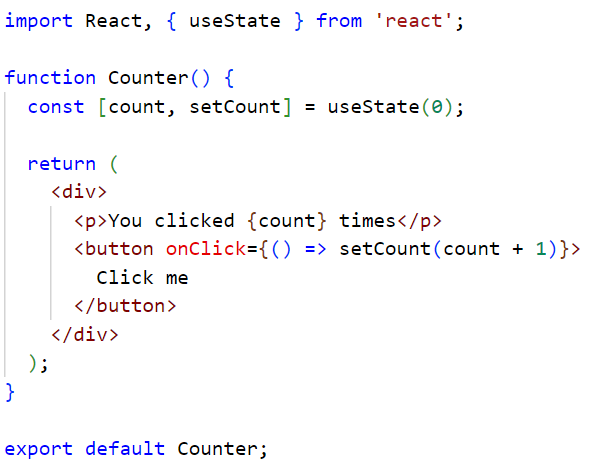 import React, { useState } from 'react';

function Counter() {
  const [count, setCount] = useState(0);

  return (
    <div>
      <p>You clicked {count} times</p>
      <button onClick={() => setCount(count + 1)}>
        Click me
      </button>
    </div>
  );
}

export default Counter;